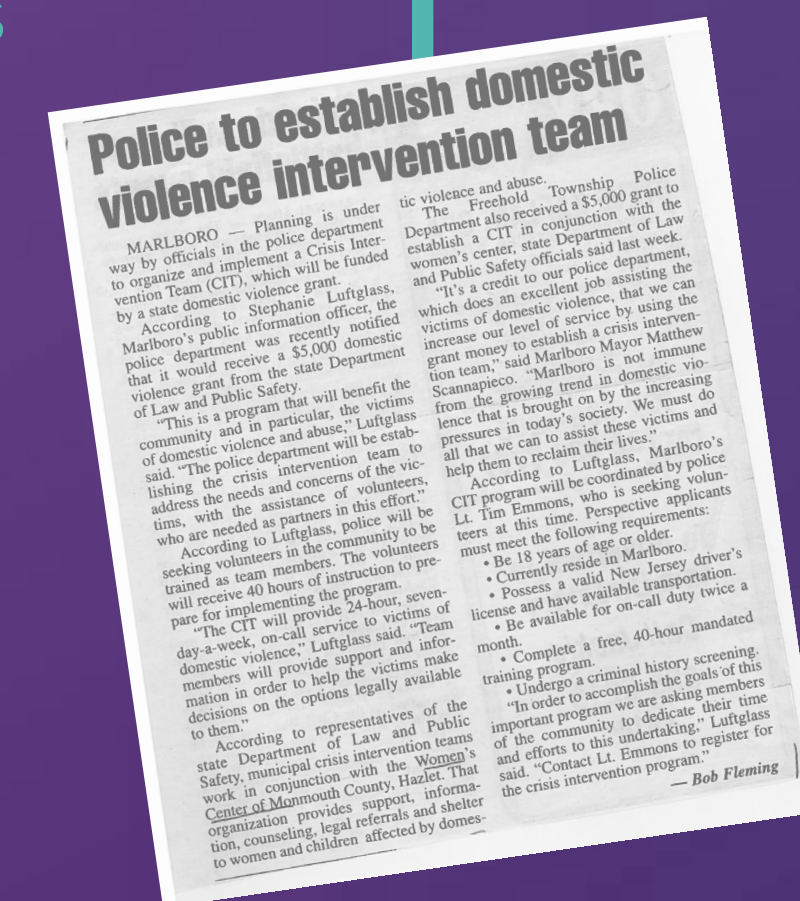 Police to establish domestic
violence intervention team
MARLBORO — Planning is under
way by officials in the police department
to organize and implement a Crisis Inter-
vention Team (CIT), which will be funded
by a state domestic violence grant.
According to Stephanie Luftglass,
Marlboro's public information officer, the
police department was recently notified
that it would receive a $5,000 domestic
violence grant from the state Department
of Law and Public Safety.
"This is a program that will benefit the
community and in particular, the victims
of domestic violence and abuse," Luftglass
said. "The police department will be estab-
lishing the crisis intervention team to
address the needs and concerns of the vic-
tims, with the assistance of volunteers,
who are needed as partners in this effort."
According to Luftglass, police will be
seeking volunteers in the community to be
trained as team members. The volunteers
will receive 40 hours of instruction to pre-
pare for implementing the program.
"The CIT will provide 24-hour, seven-
day-a-week, on-call service to victims of
domestic violence," Luftglass said. "Team
members will provide support and infor-
mation in order to help the victims make
decisions on the options legally available
to them."
According to representatives of the
state Department of Law and Public
Safety, municipal crisis intervention teams
work in conjunction with the Women's
Center of Monmouth County, Hazlet. That
organization provides support, informa-
tion, counseling, legal referrals and shelter
to women and children affected by domes-
tic violence and abuse.
The Freehold Township Police
Department also received a $5,000 grant to
establish a CIT in conjunction with the
women's center, state Department of Law
and Public Safety officials said last week.
"It's a credit to our police department,
which does an excellent job assisting the
victims of domestic violence, that we can
increase our level of service by using the
grant money to establish a crisis interven-
tion team," said Marlboro Mayor Matthew
Scannapieco. "Marlboro is not immune
from the growing trend in domestic vio-
lence that is brought on by the increasing
pressures in today's society. We must do
all that we can to assist these victims and
help them to reclaim their lives."
According to Luftglass, Marlboro's
CIT program will be coordinated by police
Lt. Tim Emmons, who is seeking volun-
teers at this time. Perspective applicants
must meet the following requirements:
• Be 18 years of age or older.
• Currently reside in Marlboro.
• Possess a valid New Jersey driver's
license and have available transportation.
• Be available for on-call duty twice a
month.
• Complete a free, 40-hour mandated
training program.
• Undergo a criminal history screening.
"In order to accomplish the goals of this
important program we are asking members
of the community to dedicate their time
and efforts to this undertaking," Luftglass
said. "Contact Lt. Emmons to register for
the crisis intervention program."
— Bob Fleming